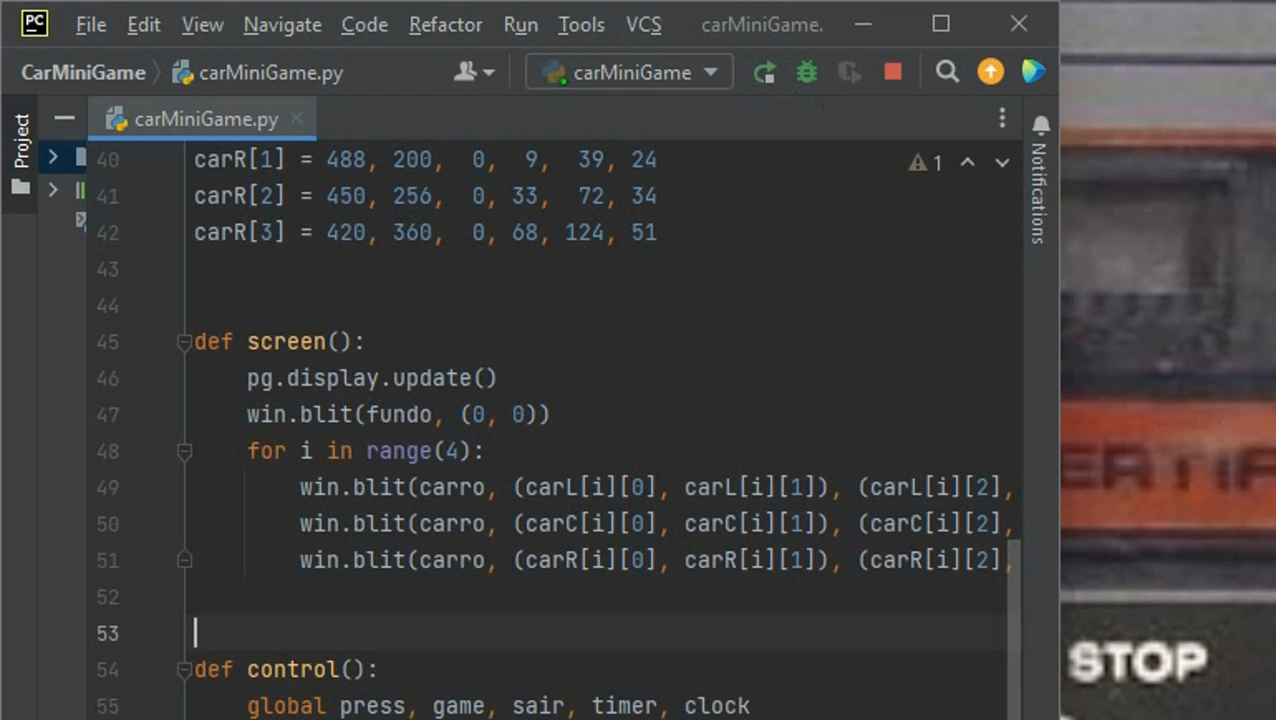 PC File Edit View Navigate Code Refactor Run Tools VCS carMiniGame.
CarMiniGame carMiniGame.py carMiniGame
Project
carMiniGame.py
Notifications
1
40 carR[1] = 488, 200, 0, 9, 39, 24
41 carR[2] = 450, 256, 0, 33, 72, 34
42 carR[3] = 420, 360, 0, 68, 124, 51
43
44
45 def screen():
46 pg.display.update()
47 win.blit(fundo, (0, 0))
48 for i in range(4):
49 win.blit(carro, (carL[i][0], carL[i][1]), (carL[i][2],
50 win.blit(carro, (carC[i][0], carC[i][1]), (carC[i][2],
51 win.blit(carro, (carR[i][0], carR[i][1]), (carR[i][2],
52
53
54 def control():
55 global press, game, sair, timer, clock
STOP